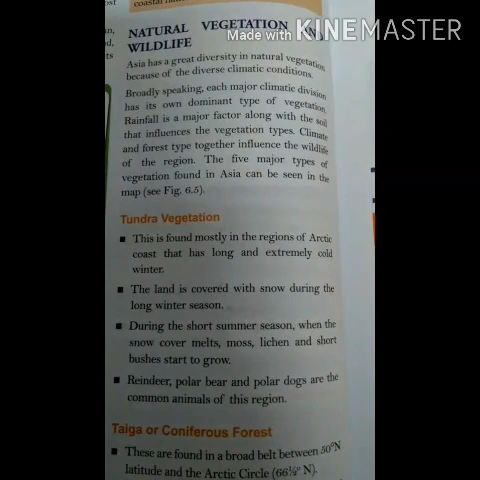 coastal
NATURAL VEGETATION
WILDLIFE
Made with KINEMASTER
Asia has a great diversity in natural vegetation
because of the diverse climatic conditions.
Broadly speaking, each major climatic division
has its own dominant type of vegetation.
Rainfall is a major factor along with the soil
that influences the vegetation types. Climate
and forest type together influence the wildlife
of the region. The five major types of
vegetation found in Asia can be seen in the
map (see Fig. 6.5).
Tundra Vegetation
■ This is found mostly in the regions of Arctic
coast that has long and extremely cold
winter.
■ The land is covered with snow during the
long winter season.
■ During the short summer season, when the
snow cover melts, moss, lichen and short
bushes start to grow.
■ Reindeer, polar bear and polar dogs are the
common animals of this region.
Taiga or Coniferous Forest
■ These are found in a broad belt between 50°N
latitude and the Arctic Circle (66½° N).